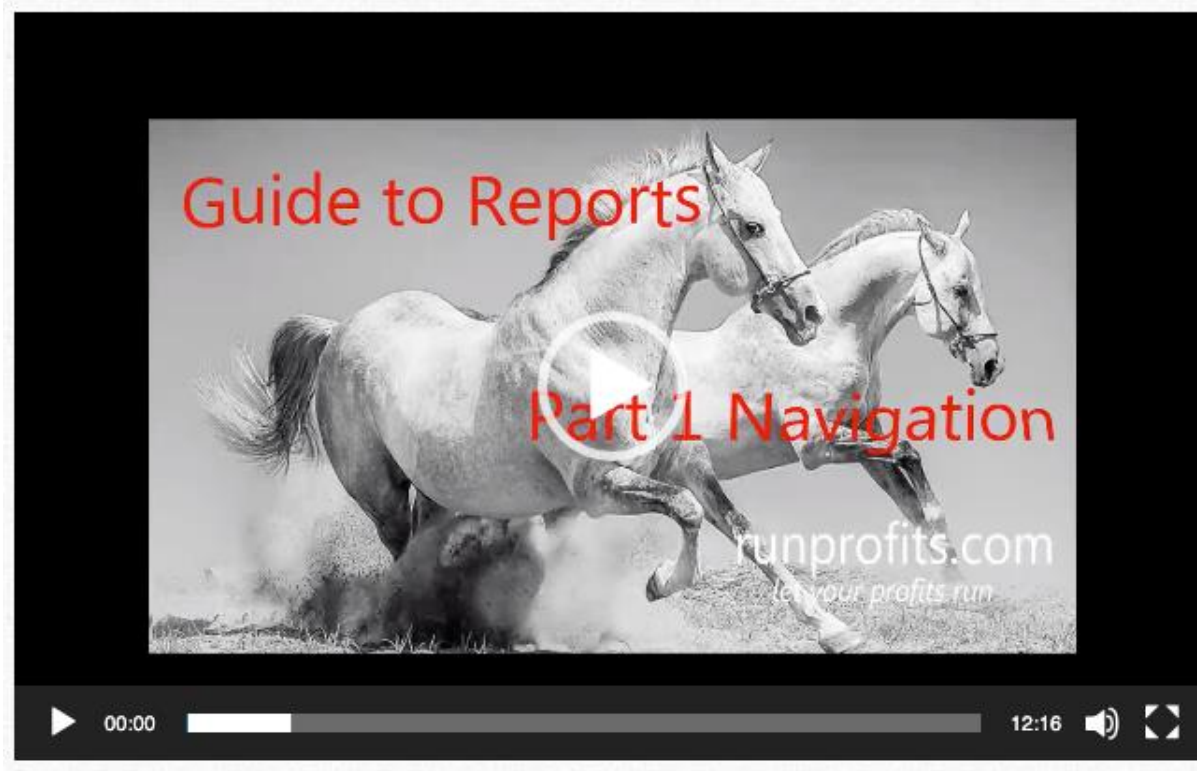 Guide to Reports
Part 1 Navigation
runprofits.com
let your profits run
00:00
12:16